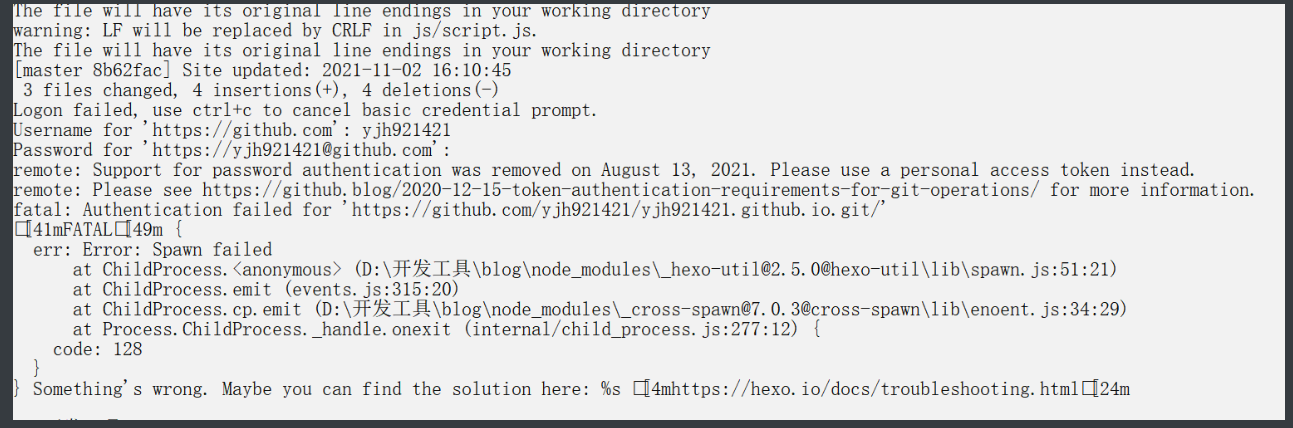 The file will have its original line endings in your working directory
warning: LF will be replaced by CRLF in js/script.js.
The file will have its original line endings in your working directory
[master 8b62fac] Site updated: 2021-11-02 16:10:45
 3 files changed, 4 insertions(+), 4 deletions(-)
Logon failed, use ctrl+c to cancel basic credential prompt.
Username for 'https://github.com': yjh921421
Password for 'https://yjh921421@github.com':
remote: Support for password authentication was removed on August 13, 2021. Please use a personal access token instead.
remote: Please see https://github.blog/2020-12-15-token-authentication-requirements-for-git-operations/ for more information.
fatal: Authentication failed for 'https://github.com/yjh921421/yjh921421.github.io.git/'
□[41mFATAL□[49m {
  err: Error: Spawn failed
      at ChildProcess.<anonymous> (D:\开发工具\blog\node_modules\_hexo-util@2.5.0@hexo-util\lib\spawn.js:51:21)
      at ChildProcess.emit (events.js:315:20)
      at ChildProcess.cp.emit (D:\开发工具\blog\node_modules\_cross-spawn@7.0.3@cross-spawn\lib\enoent.js:34:29)
      at Process.ChildProcess._handle.onexit (internal/child_process.js:277:12) {
    code: 128
  }
} Something's wrong. Maybe you can find the solution here: %s □[4mhttps://hexo.io/docs/troubleshooting.html□[24m